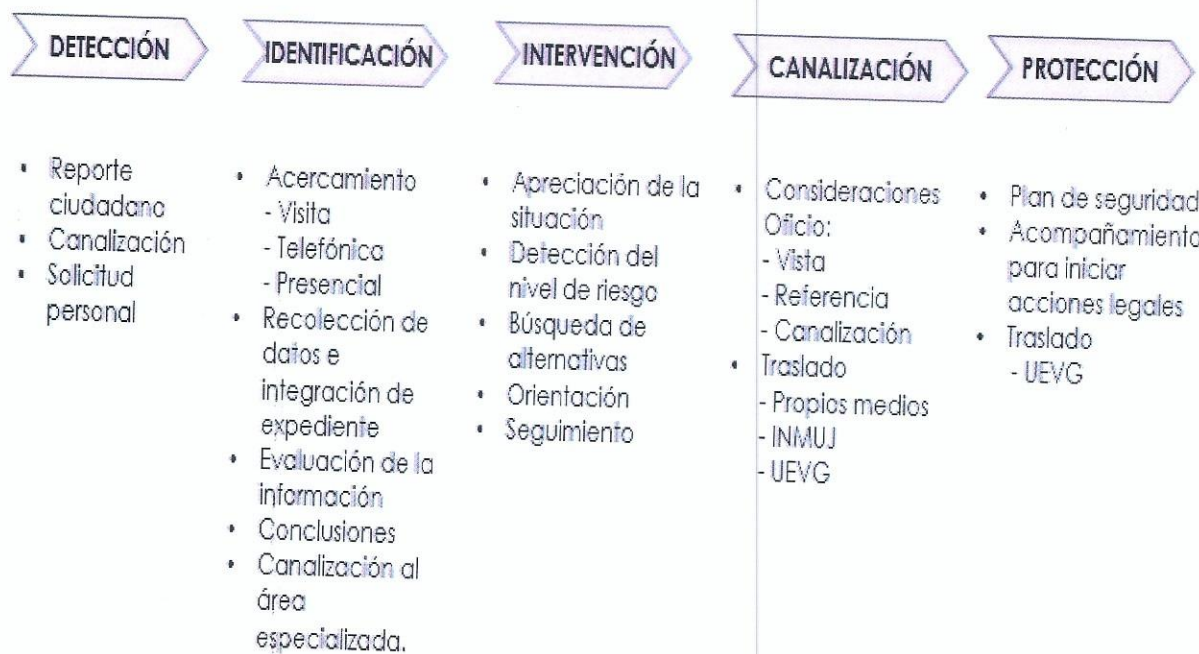 DETECCIÓN
IDENTIFICACIÓN
INTERVENCIÓN
CANALIZACIÓN
PROTECCIÓN
• Reporte
ciudadano
• Canalización
• Solicitud
personal
• Acercamiento
- Visita
- Telefónica
- Presencial
• Recolección de
datos e
integración de
expediente
• Evaluación de la
información
• Conclusiones
• Canalización al
área
especializada.
• Apreciación de la
situación
• Detección del
nivel de riesgo
• Búsqueda de
alternativas
• Orientación
• Seguimiento
• Consideraciones
Oficio:
- Vista
- Referencia
- Canalización
• Traslado
- Propios medios
- INMUJ
- UEVG
• Plan de seguridad
• Acompañamiento
para iniciar
acciones legales
• Traslado
- UEVG